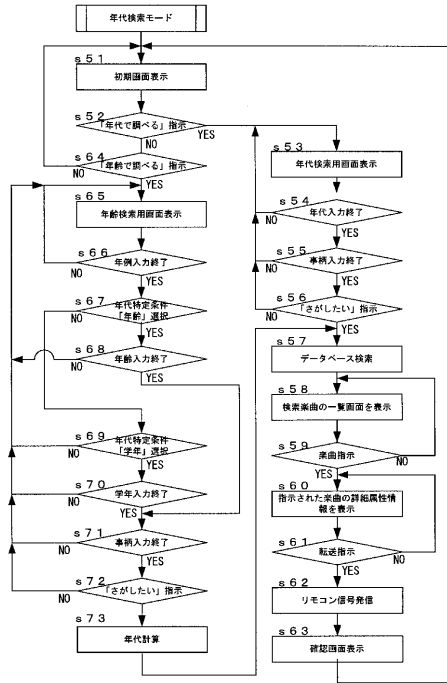 年代検索モード
s51
初期画面表示
s52
「年代で調べる」指示
YES
NO
s64
「年齢で調べる」指示
NO
YES
s65
年齢検索用画面表示
s66
年例入力終了
NO
YES
s67
年代特定条件
「年齢」選択
NO
YES
s68
年齢入力終了
NO
YES
s69
年代特定条件
「学年」選択
NO
YES
s70
学年入力終了
NO
YES
s71
事柄入力終了
NO
YES
s72
「さがしたい」指示
NO
YES
s73
年代計算
s53
年代検索用画面表示
s54
年代入力終了
NO
YES
s55
事柄入力終了
NO
YES
s56
「さがしたい」指示
NO
YES
s57
データベース検索
s58
検索楽曲の一覧画面を表示
s59
楽曲指示
YES
NO
s60
指示された楽曲の詳細属性情
報を表示
s61
転送指示
YES
NO
s62
リモコン信号発信
s63
確認画面表示